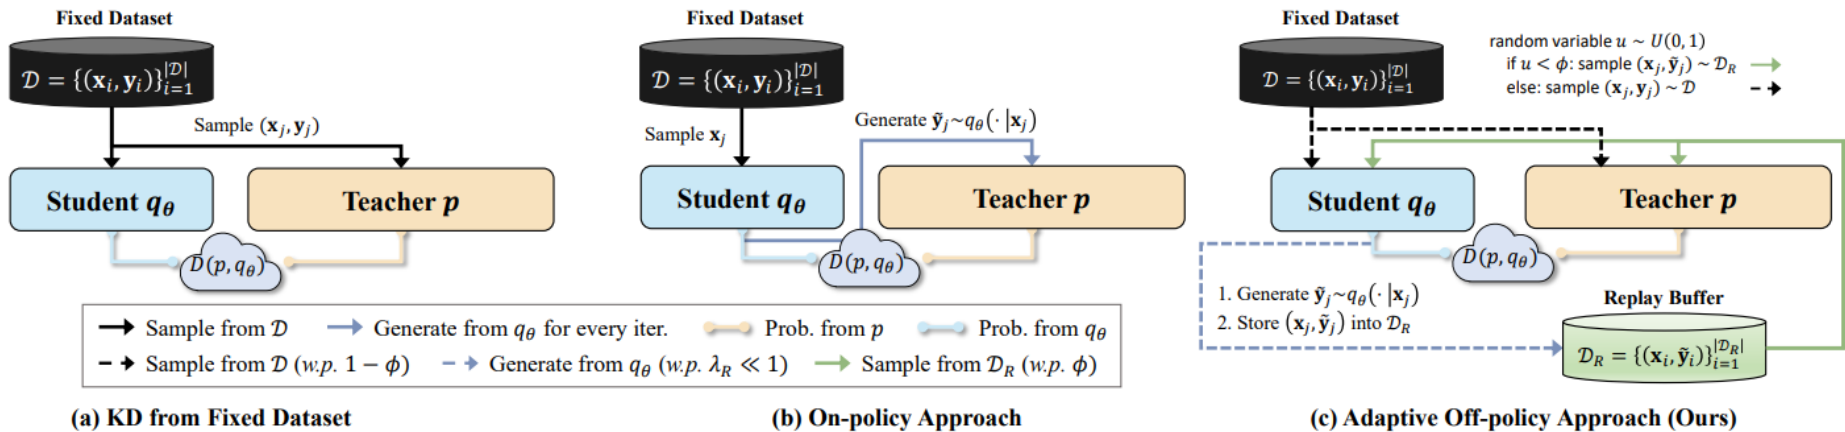 Fixed Dataset
𝒟 = {(𝐱ᵢ, 𝐲ᵢ)}ᵢ₌₁^|𝒟|
Sample (𝐱ⱼ, 𝐲ⱼ)
Student q_θ
Teacher p
D(p, q_θ)
(a) KD from Fixed Dataset
Fixed Dataset
𝒟 = {(𝐱ᵢ, 𝐲ᵢ)}ᵢ₌₁^|𝒟|
Sample 𝐱ⱼ
Generate ỹⱼ~q_θ(· |𝐱ⱼ)
Student q_θ
Teacher p
D(p, q_θ)
(b) On-policy Approach
Fixed Dataset
𝒟 = {(𝐱ᵢ, 𝐲ᵢ)}ᵢ₌₁^|𝒟|
random variable u ~ U(0, 1)
if u < ϕ: sample (𝐱ⱼ, ỹⱼ) ~ 𝒟_R
else: sample (𝐱ⱼ, 𝐲ⱼ) ~ 𝒟
Student q_θ
Teacher p
D(p, q_θ)
1. Generate ỹⱼ~q_θ(· |𝐱ⱼ)
2. Store (𝐱ⱼ, ỹⱼ) into 𝒟_R
Replay Buffer
𝒟_R = {(𝐱ᵢ, ỹᵢ)}ᵢ₌₁^|𝒟_R|
(c) Adaptive Off-policy Approach (Ours)
Sample from 𝒟
Generate from q_θ for every iter.
Prob. from p
Prob. from q_θ
Sample from 𝒟 (w.p. 1 − ϕ)
Generate from q_θ (w.p. λ_R ≪ 1)
Sample from 𝒟_R (w.p. ϕ)